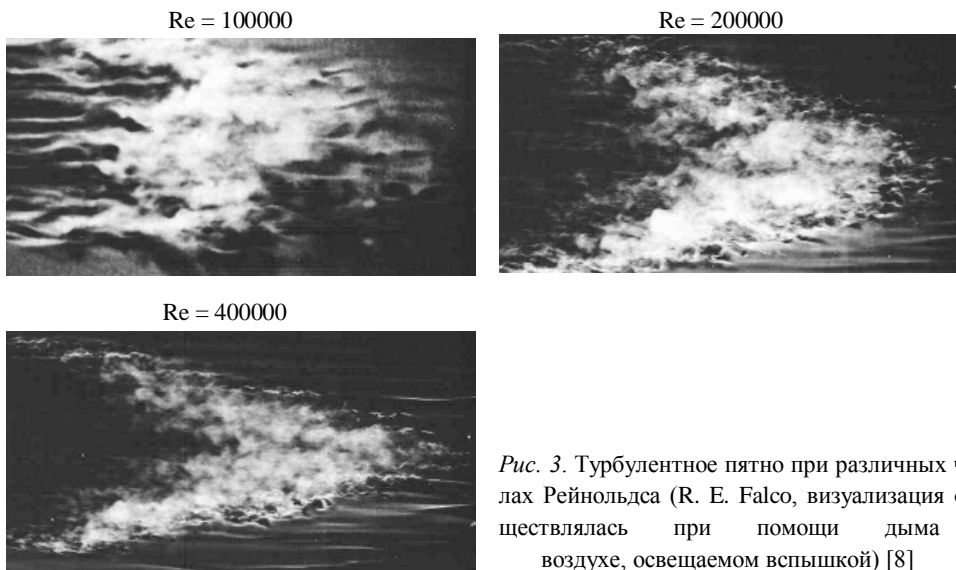 Re = 100000
Re = 200000
Re = 400000
Рис. 3. Турбулентное пятно при различных
лах Рейнольдса (R. E. Falco, визуализация
ществлялась при помощи дыма
воздухе, освещаемом вспышкой) [8]